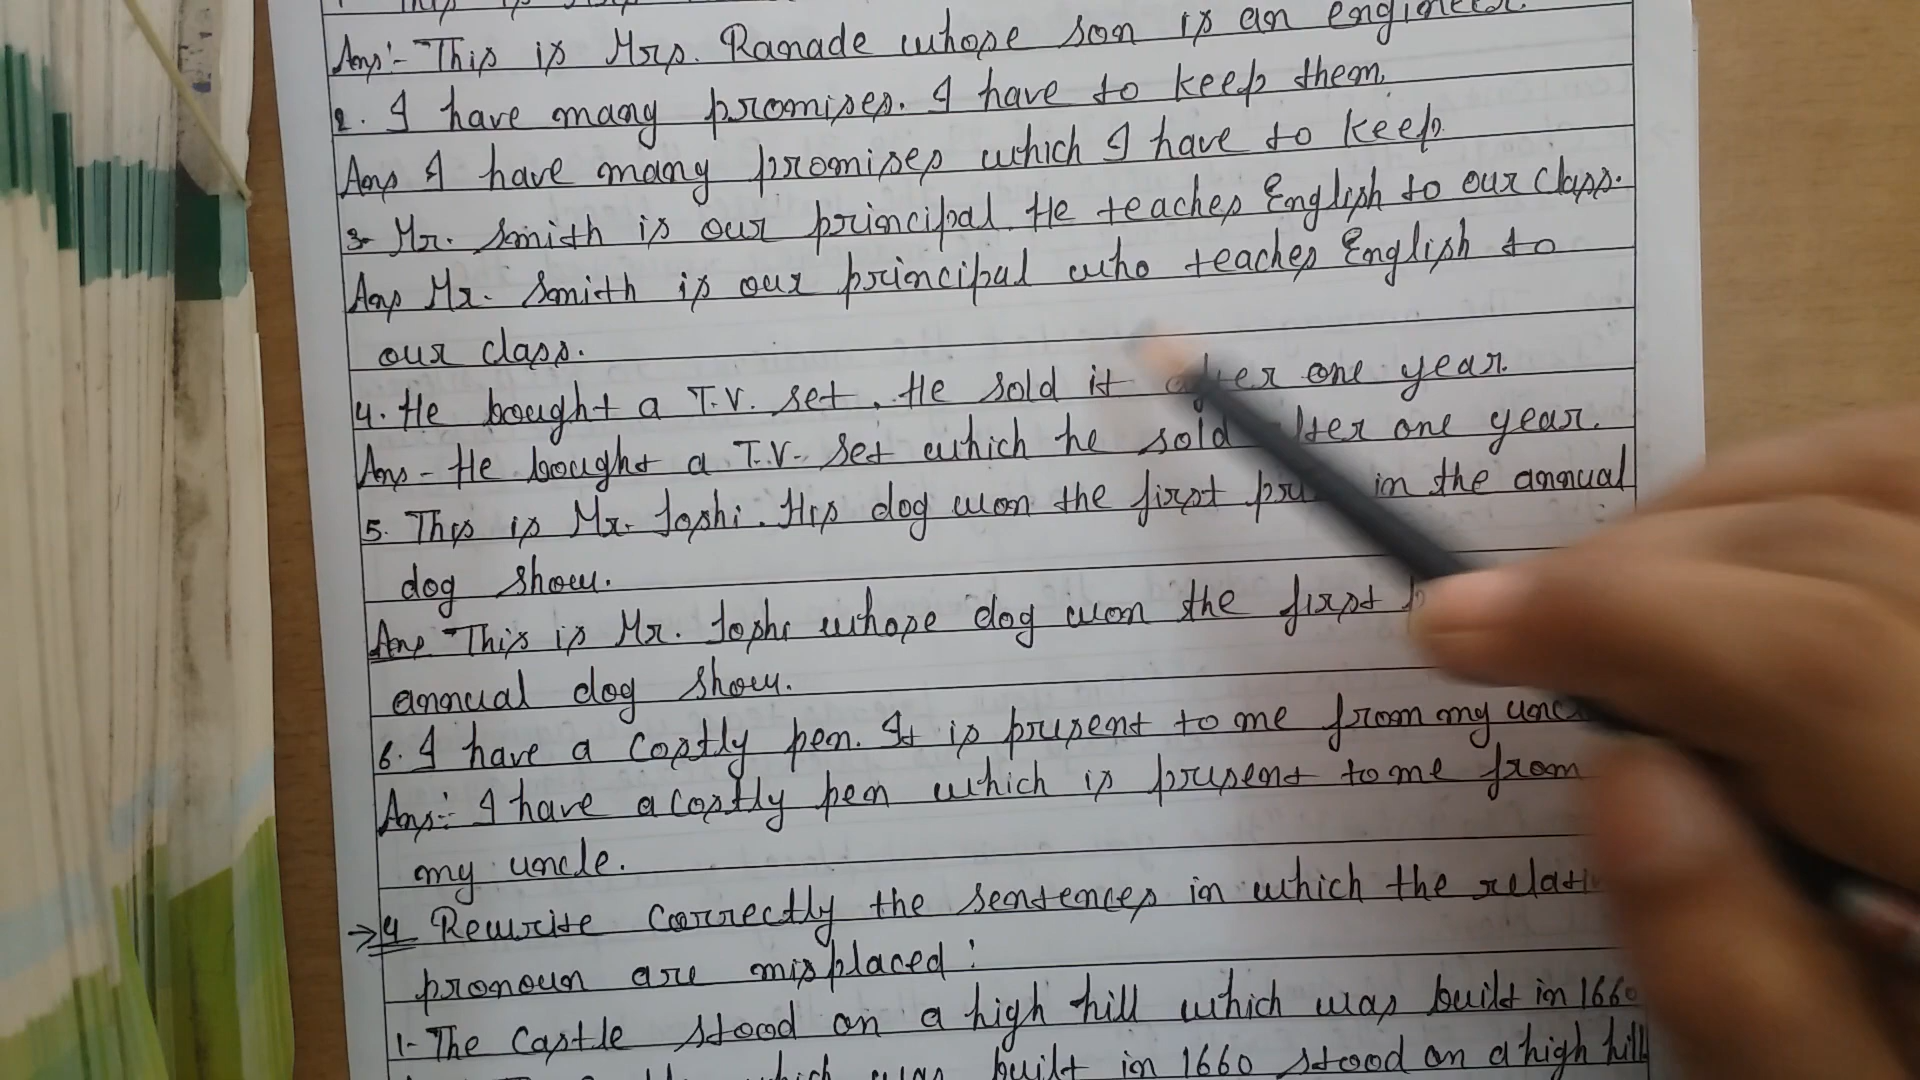 Ans:- This is Mrs. Ranade whose son is an engineer.
2. I have many promises. I have to keep them.
Ans I have many promises which I have to keep.
3- Mr. Smith is our principal. He teaches English to our class.
Ans Mr. Smith is our principal who teaches English to
our class.
4. He bought a T.V. set. He sold it after one year.
Ans - He bought a T.V. set which he sold after one year.
5. This is Mr. Joshi. His dog won the first in the annual
dog show.
Ans This is Mr. Joshi whose dog won the first
annual dog show.
6. I have a costly pen. It is present to me from my
Ans:- I have a costly pen which is present to me from
my uncle.
→ 4 Rewrite correctly the sentences in which the
pronoun are misplaced:
1- The Castle stood on a high hill which was built in 1660
which was built in 1660 stood on a high hill